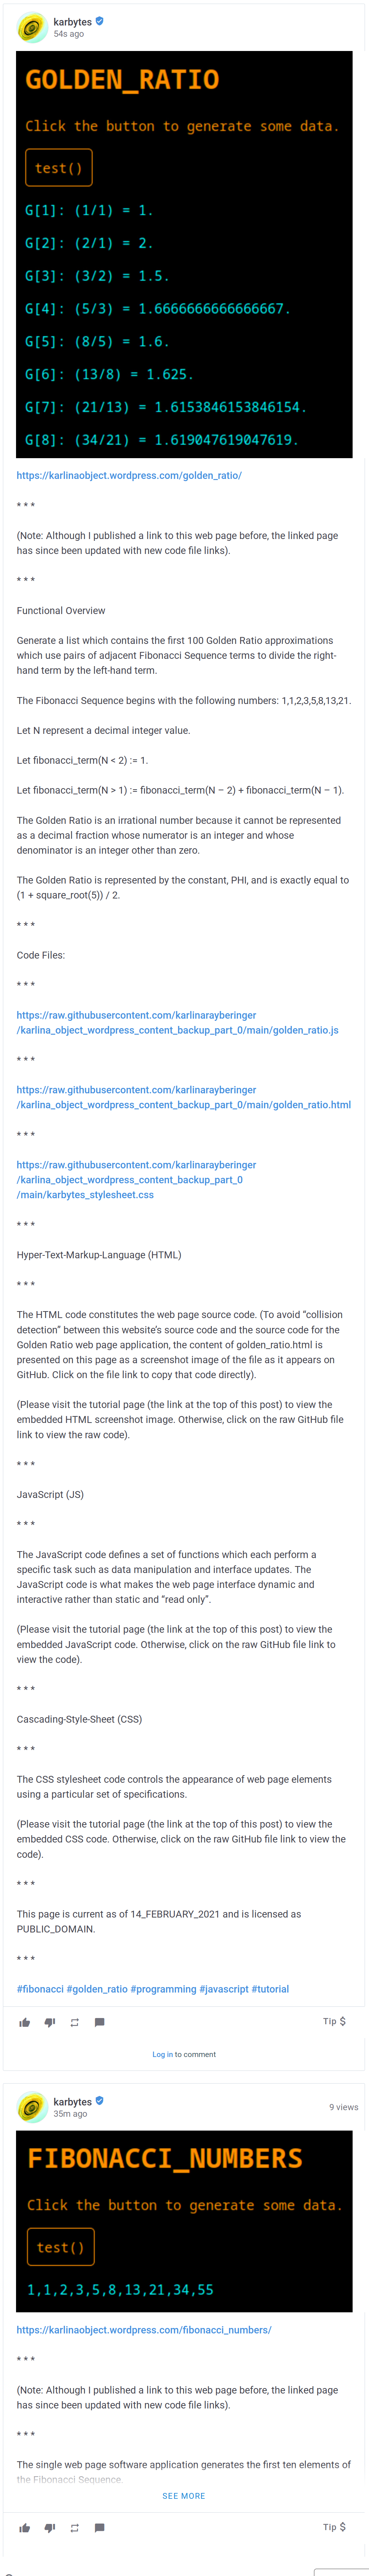 karbytes
54s ago
GOLDEN_RATIO
Click the button to generate some data.
test()
G[1]: (1/1) = 1.
G[2]: (2/1) = 2.
G[3]: (3/2) = 1.5.
G[4]: (5/3) = 1.6666666666666667.
G[5]: (8/5) = 1.6.
G[6]: (13/8) = 1.625.
G[7]: (21/13) = 1.6153846153846154.
G[8]: (34/21) = 1.619047619047619.
https://karlinaobject.wordpress.com/golden_ratio/
* * *
(Note: Although I published a link to this web page before, the linked page
has since been updated with new code file links).
* * *
Functional Overview
Generate a list which contains the first 100 Golden Ratio approximations
which use pairs of adjacent Fibonacci Sequence terms to divide the right-
hand term by the left-hand term.
The Fibonacci Sequence begins with the following numbers: 1,1,2,3,5,8,13,21.
Let N represent a decimal integer value.
Let fibonacci_term(N < 2) := 1.
Let fibonacci_term(N > 1) := fibonacci_term(N – 2) + fibonacci_term(N – 1).
The Golden Ratio is an irrational number because it cannot be represented
as a decimal fraction whose numerator is an integer and whose
denominator is an integer other than zero.
The Golden Ratio is represented by the constant, PHI, and is exactly equal to
(1 + square_root(5)) / 2.
* * *
Code Files:
* * *
https://raw.githubusercontent.com/karlinarayberinger
/karlina_object_wordpress_content_backup_part_0/main/golden_ratio.js
* * *
https://raw.githubusercontent.com/karlinarayberinger
/karlina_object_wordpress_content_backup_part_0/main/golden_ratio.html
* * *
https://raw.githubusercontent.com/karlinarayberinger
/karlina_object_wordpress_content_backup_part_0
/main/karbytes_stylesheet.css
* * *
Hyper-Text-Markup-Language (HTML)
* * *
The HTML code constitutes the web page source code. (To avoid “collision
detection” between this website’s source code and the source code for the
Golden Ratio web page application, the content of golden_ratio.html is
presented on this page as a screenshot image of the file as it appears on
GitHub. Click on the file link to copy that code directly).
(Please visit the tutorial page (the link at the top of this post) to view the
embedded HTML screenshot image. Otherwise, click on the raw GitHub file
link to view the raw code).
* * *
JavaScript (JS)
* * *
The JavaScript code defines a set of functions which each perform a
specific task such as data manipulation and interface updates. The
JavaScript code is what makes the web page interface dynamic and
interactive rather than static and “read only”.
(Please visit the tutorial page (the link at the top of this post) to view the
embedded JavaScript code. Otherwise, click on the raw GitHub file link to
view the code).
* * *
Cascading-Style-Sheet (CSS)
* * *
The CSS stylesheet code controls the appearance of web page elements
using a particular set of specifications.
(Please visit the tutorial page (the link at the top of this post) to view the
embedded CSS code. Otherwise, click on the raw GitHub file link to view the
code).
* * *
This page is current as of 14_FEBRUARY_2021 and is licensed as
PUBLIC_DOMAIN.
* * *
#fibonacci #golden_ratio #programming #javascript #tutorial
Tip $
Log in to comment
karbytes
35m ago
9 views
FIBONACCI_NUMBERS
Click the button to generate some data.
test()
1,1,2,3,5,8,13,21,34,55
https://karlinaobject.wordpress.com/fibonacci_numbers/
* * *
(Note: Although I published a link to this web page before, the linked page
has since been updated with new code file links).
* * *
The single web page software application generates the first ten elements of
the Fibonacci Sequence.
SEE MORE
Tip $